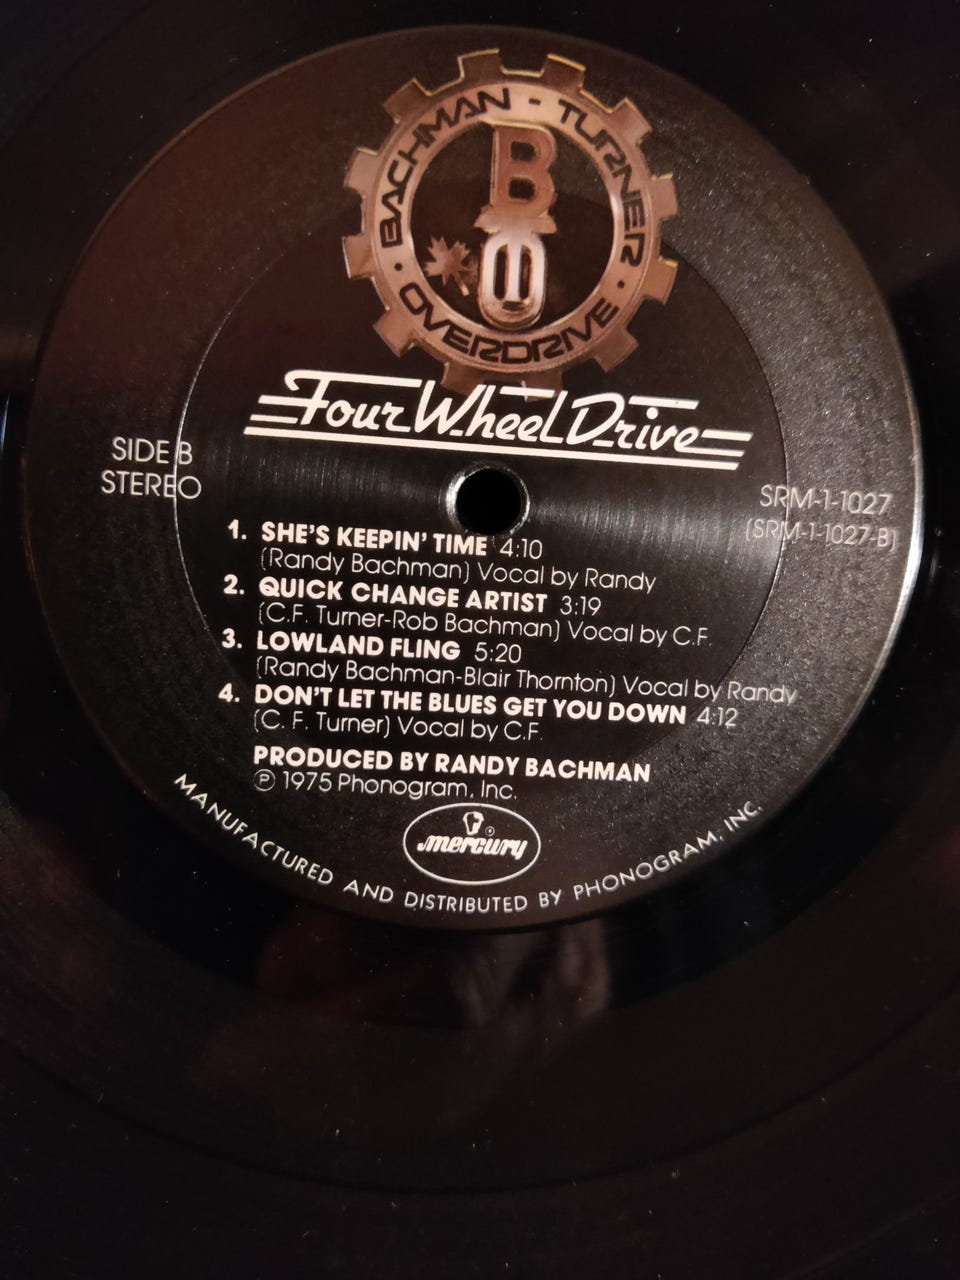 BACHMAN - TURNER
B
TO
• OVERDRIVE •
Four Wheel Drive
SIDE B
STEREO
SRM-1-1027
(SRM-1-1027-B)
1. SHE'S KEEPIN' TIME 4:10
(Randy Bachman) Vocal by Randy
2. QUICK CHANGE ARTIST 3:19
(C.F. Turner-Rob Bachman) Vocal by C.F.
3. LOWLAND FLING 5:20
(Randy Bachman-Blair Thornton) Vocal by Randy
4. DON'T LET THE BLUES GET YOU DOWN 4:12
(C. F. Turner) Vocal by C.F.
PRODUCED BY RANDY BACHMAN
Ⓟ 1975 Phonogram, Inc.
mercury
MANUFACTURED AND DISTRIBUTED BY PHONOGRAM, INC.